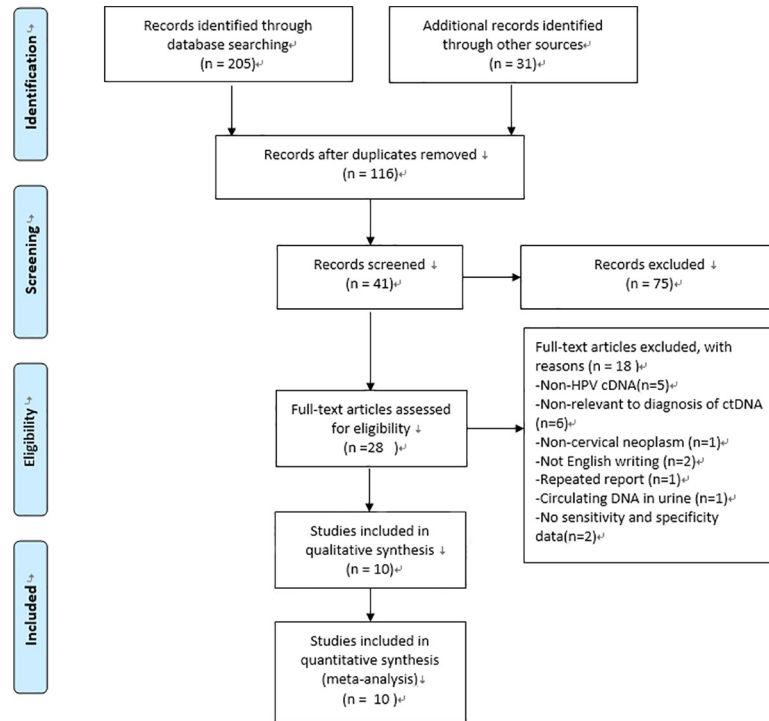 Identification
Records identified through
database searching
(n = 205)
Additional records identified
through other sources
(n = 31)
Records after duplicates removed
(n = 116)
Screening
Records screened
(n = 41)
Records excluded
(n = 75)
Eligibility
Full-text articles assessed
for eligibility
(n =28 )
Full-text articles excluded, with
reasons (n = 18 )
-Non-HPV cDNA(n=5)
-Non-relevant to diagnosis of ctDNA
(n=6)
-Non-cervical neoplasm (n=1)
-Not English writing (n=2)
-Repeated report (n=1)
-Circulating DNA in urine (n=1)
-No sensitivity and specificity
data(n=2)
Included
Studies included in
qualitative synthesis
(n = 10)
Studies included in
quantitative synthesis
(meta-analysis)
(n = 10 )